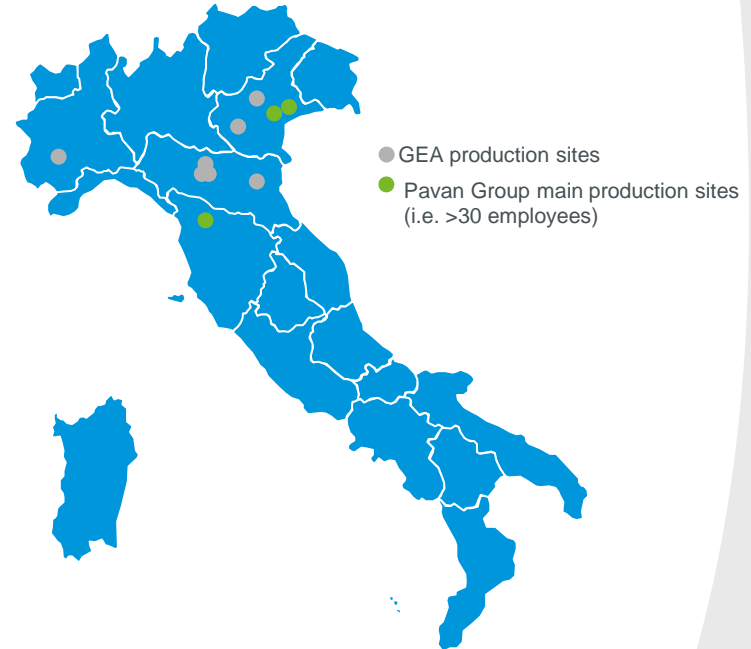 GEA production sites
Pavan Group main production sites
(i.e. >30 employees)